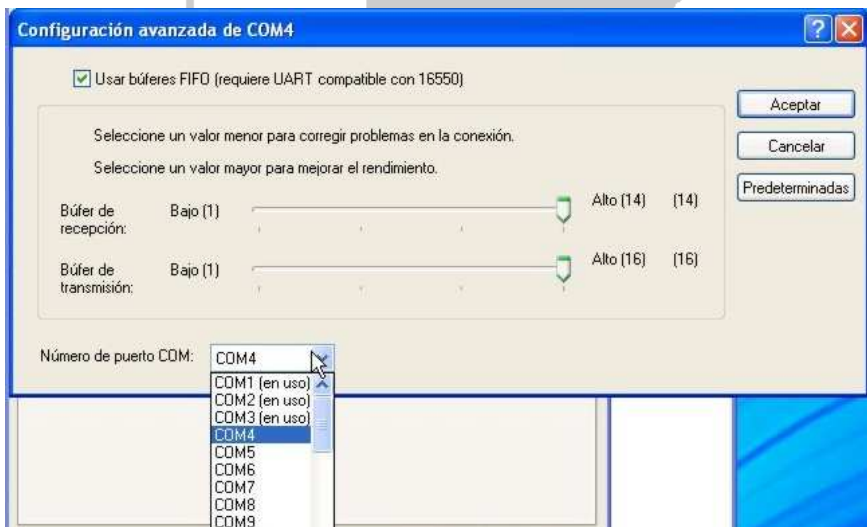 Configuración avanzada de COM4
Usar búferes FIFO (requiere UART compatible con 16550)
Aceptar
Seleccione un valor menor para corregir problemas en la conexión.
Cancelar
Seleccione un valor mayor para mejorar el rendimiento.
Predeterminadas
Búfer de recepción: Bajo (1) Alto (14) (14)
Búfer de transmisión: Bajo (1) Alto (16) (16)
Número de puerto COM: COM4
COM1 (en uso)
COM2 (en uso)
COM3 (en uso)
COM4
COM5
COM6
COM7
COM8
COM9